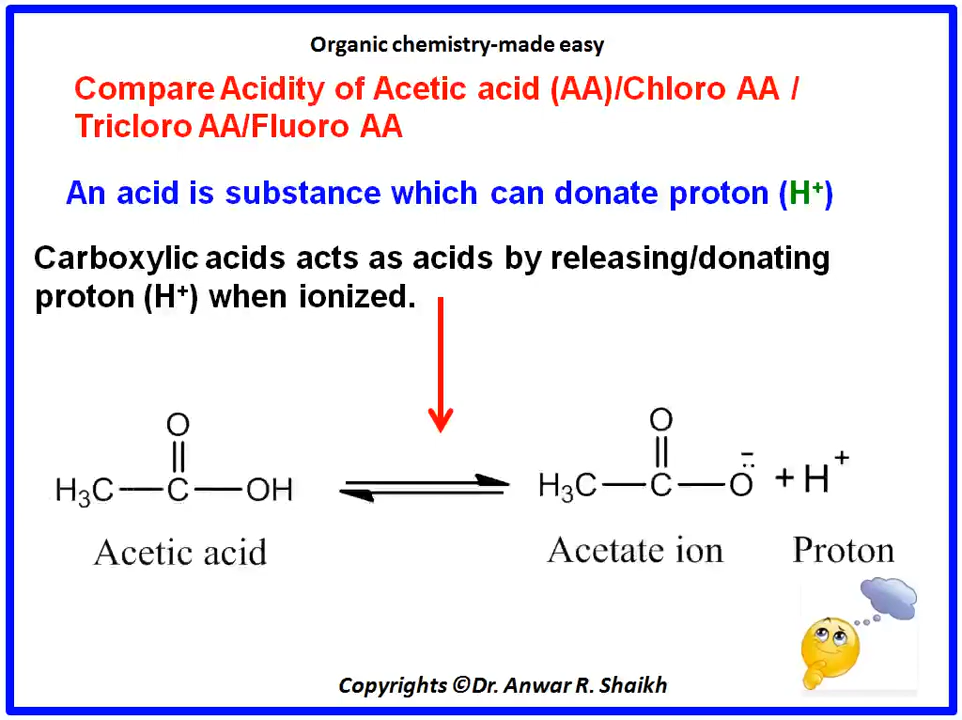 Organic chemistry-made easy
Compare Acidity of Acetic acid (AA)/Chloro AA /
Tricloro AA/Fluoro AA
An acid is substance which can donate proton (H⁺)
Carboxylic acids acts as acids by releasing/donating
proton (H⁺) when ionized.
O
H₃C—C—OH
O
H₃C—C—O⁻ + H⁺
Acetic acid
Acetate ion
Proton
Copyrights ©Dr. Anwar R. Shaikh